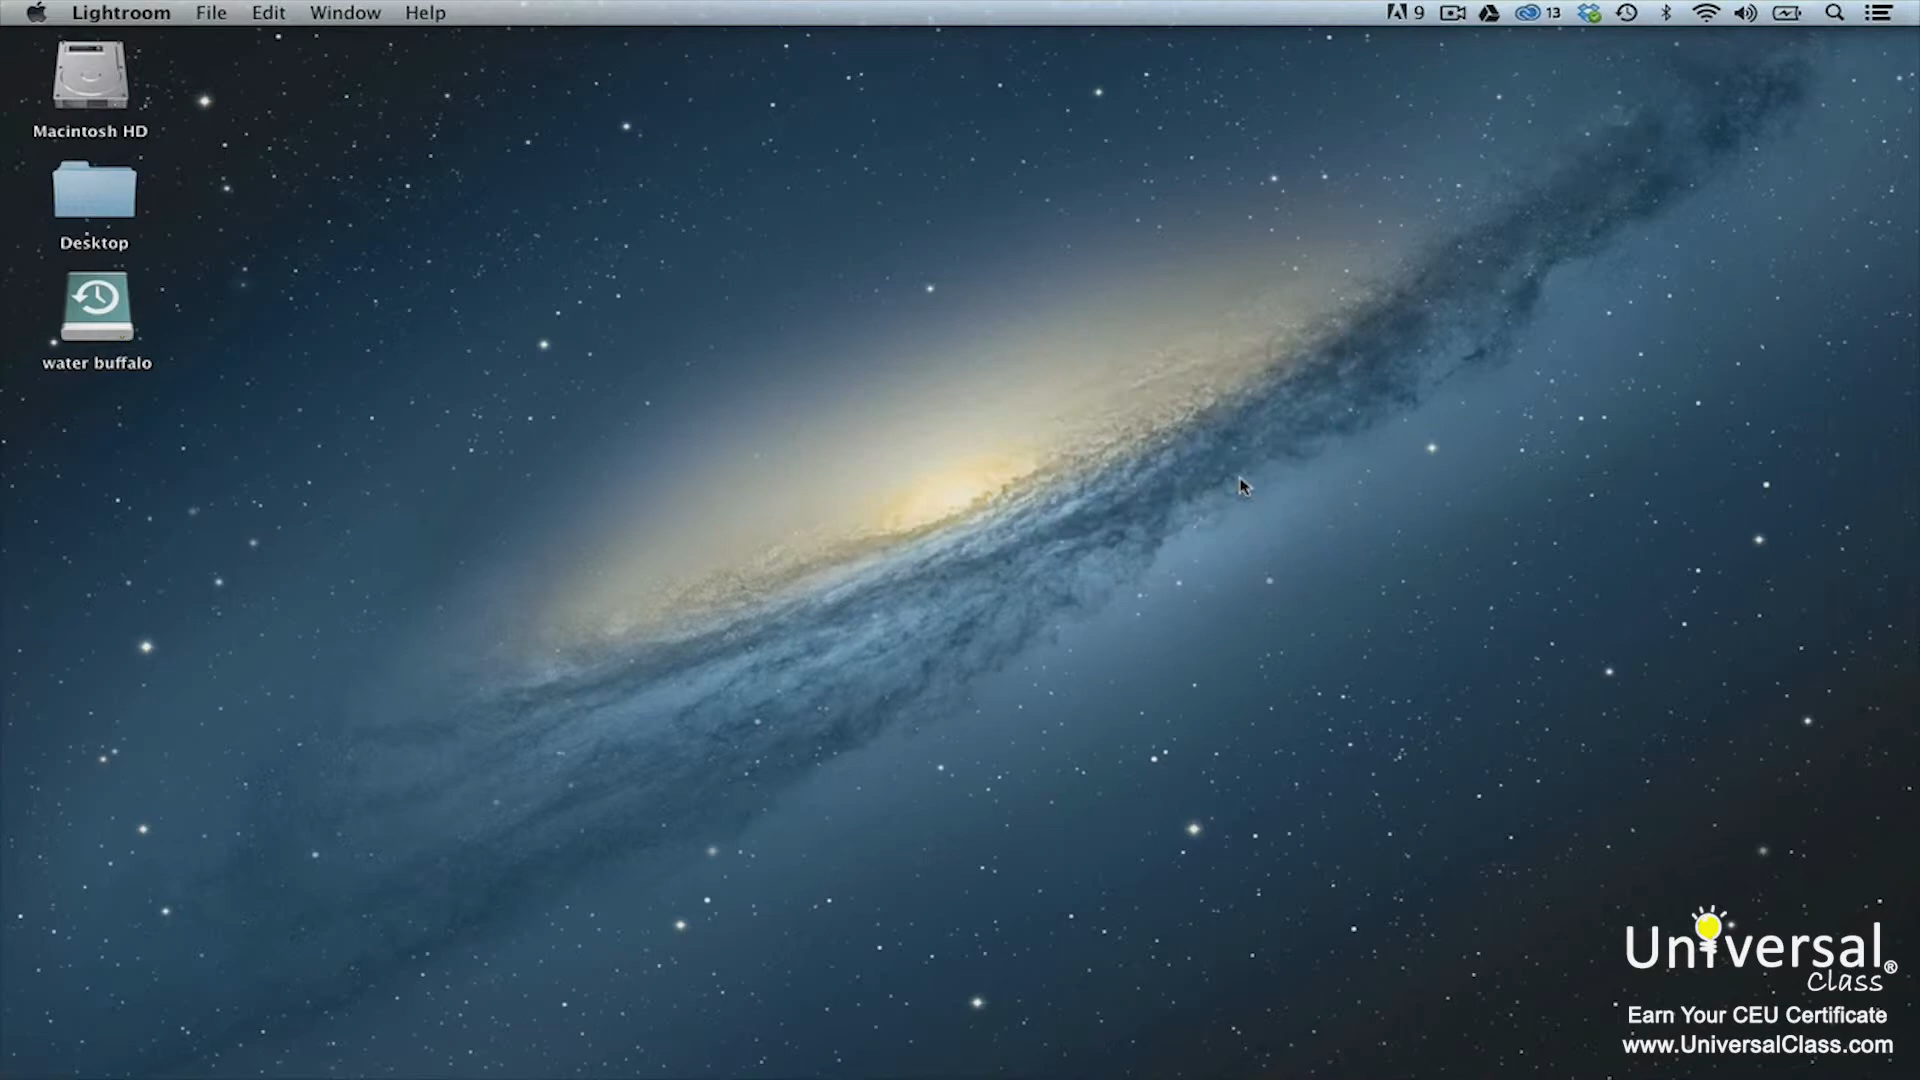 Lightroom File Edit Window Help 9 13
Macintosh HD
Desktop
water buffalo
Universal®
Class
Earn Your CEU Certificate
www.UniversalClass.com